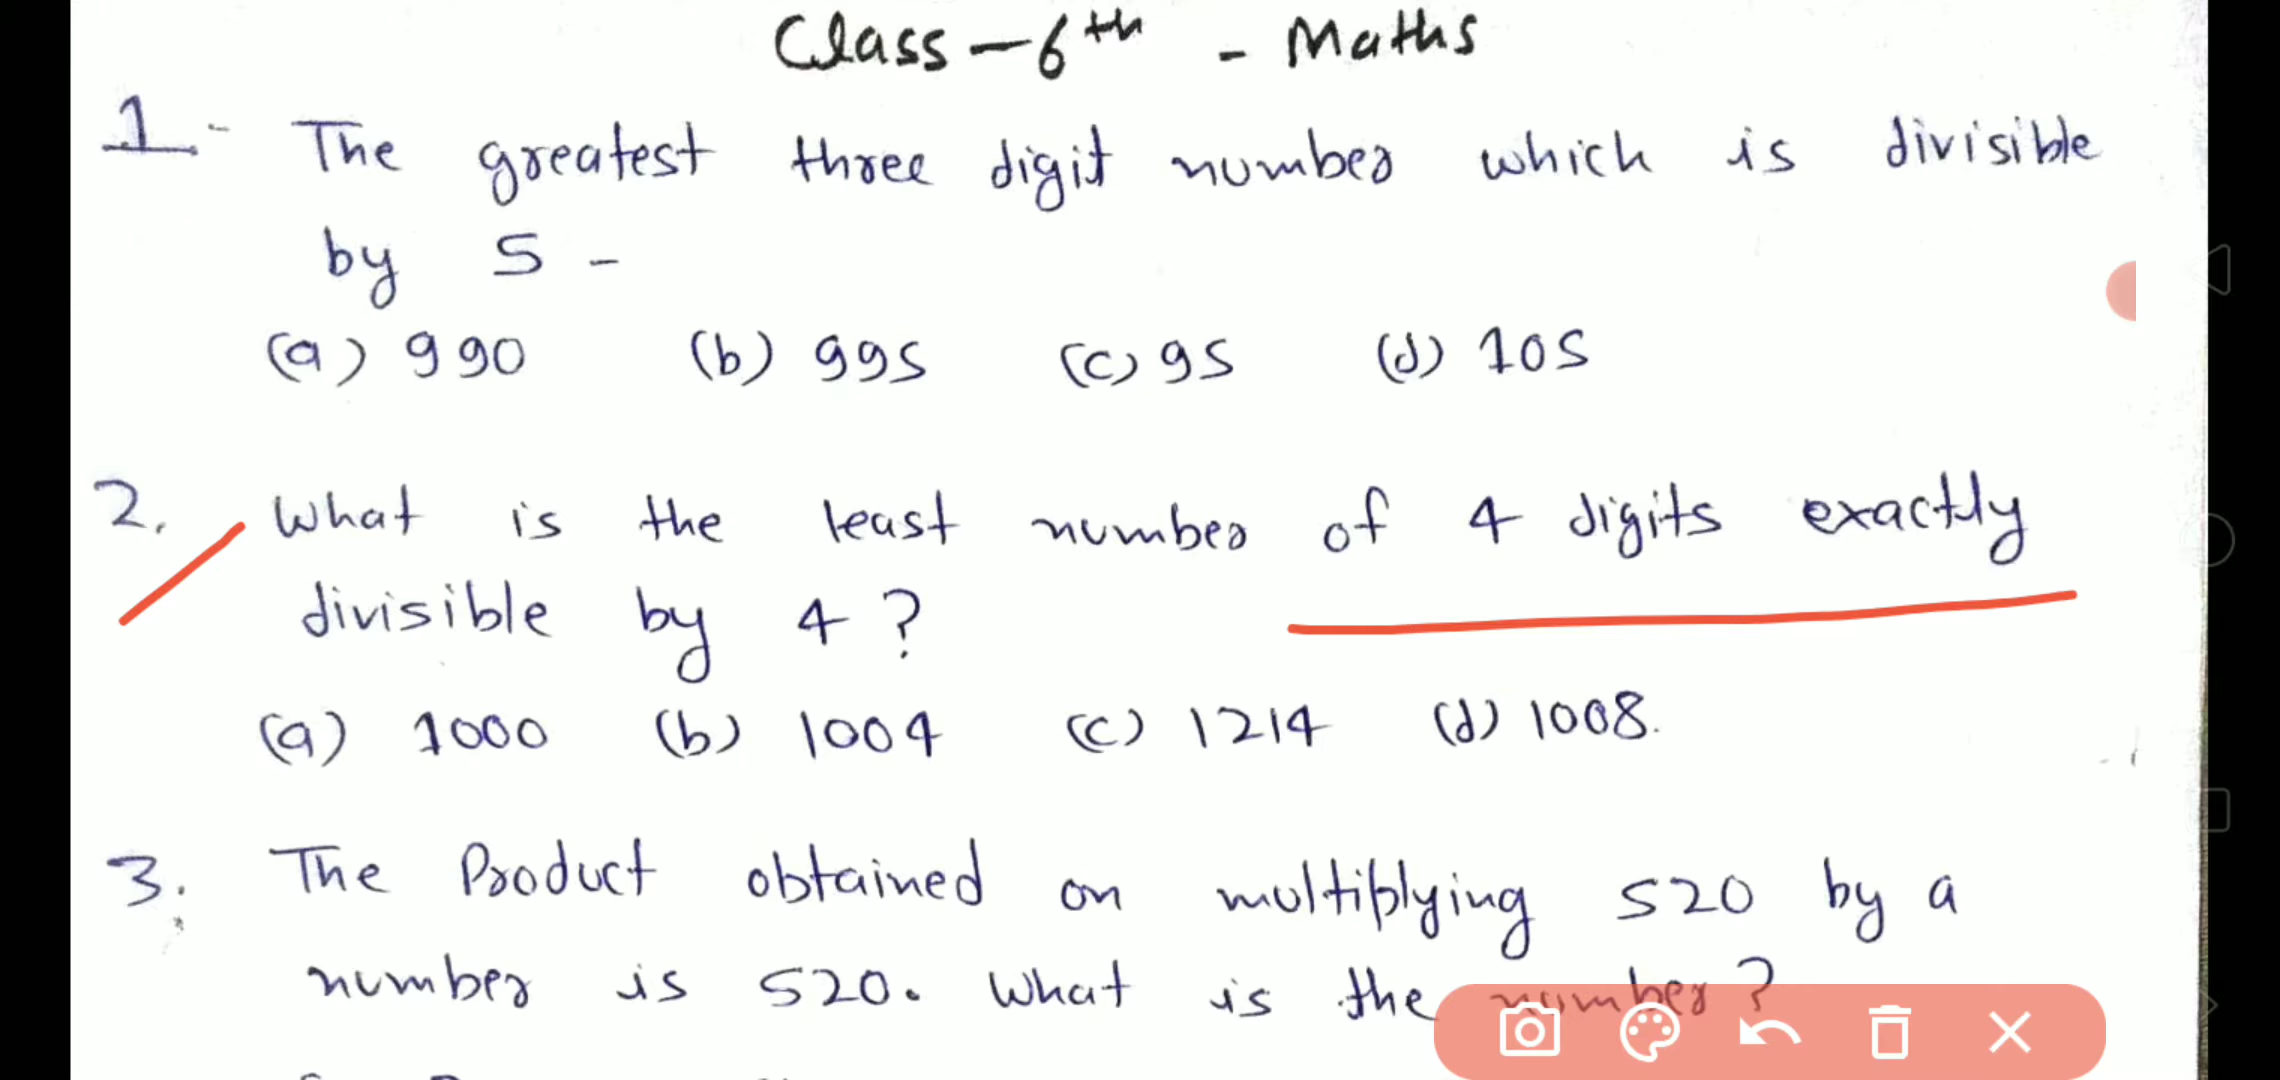 Class - 6th - Maths
1- The greatest three digit number which is divisible
by 5 -
(a) 990 (b) 995 (c) 95 (d) 105
2. What is the least number of 4 digits exactly
divisible by 4 ?
(a) 1000 (b) 1004 (c) 1214 (d) 1008.
3. The Product obtained on multiplying 520 by a
number is 520. What is the number ?